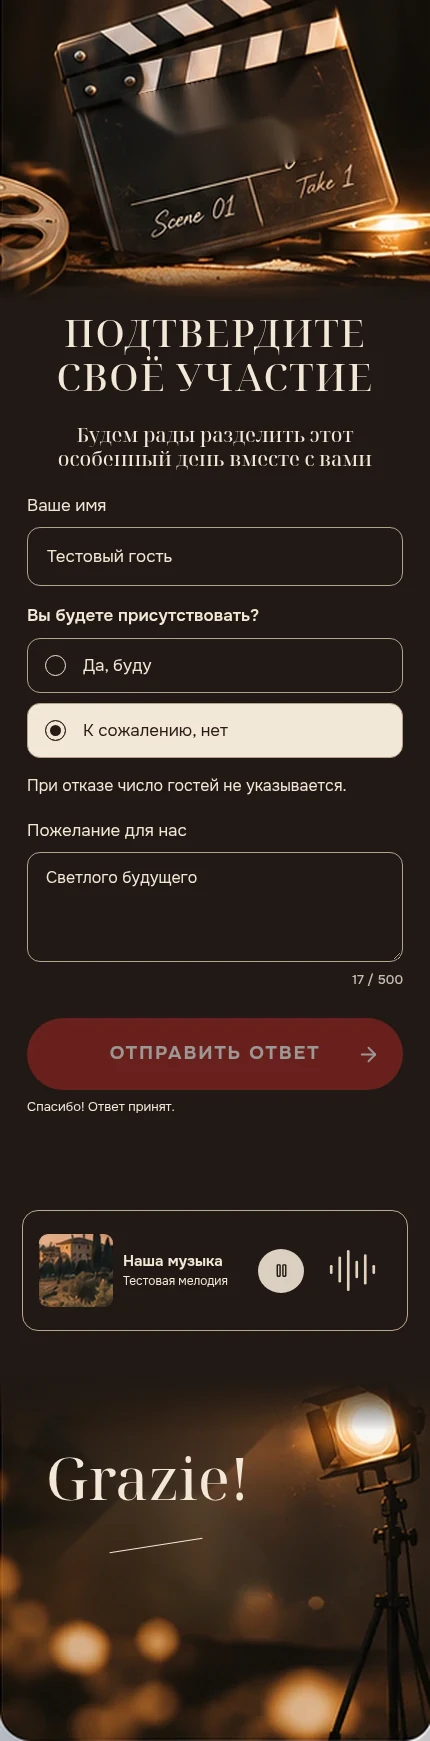 Scene 01
Take 1
ПОДТВЕРДИТЕ
СВОЁ УЧАСТИЕ
Будем рады разделить этот
особенный день вместе с вами
Ваше имя
Тестовый гость
Вы будете присутствовать?
Да, буду
К сожалению, нет
При отказе число гостей не указывается.
Пожелание для нас
Светлого будущего
17 / 500
ОТПРАВИТЬ ОТВЕТ
Спасибо! Ответ принят.
Наша музыка
Тестовая мелодия
Grazie!